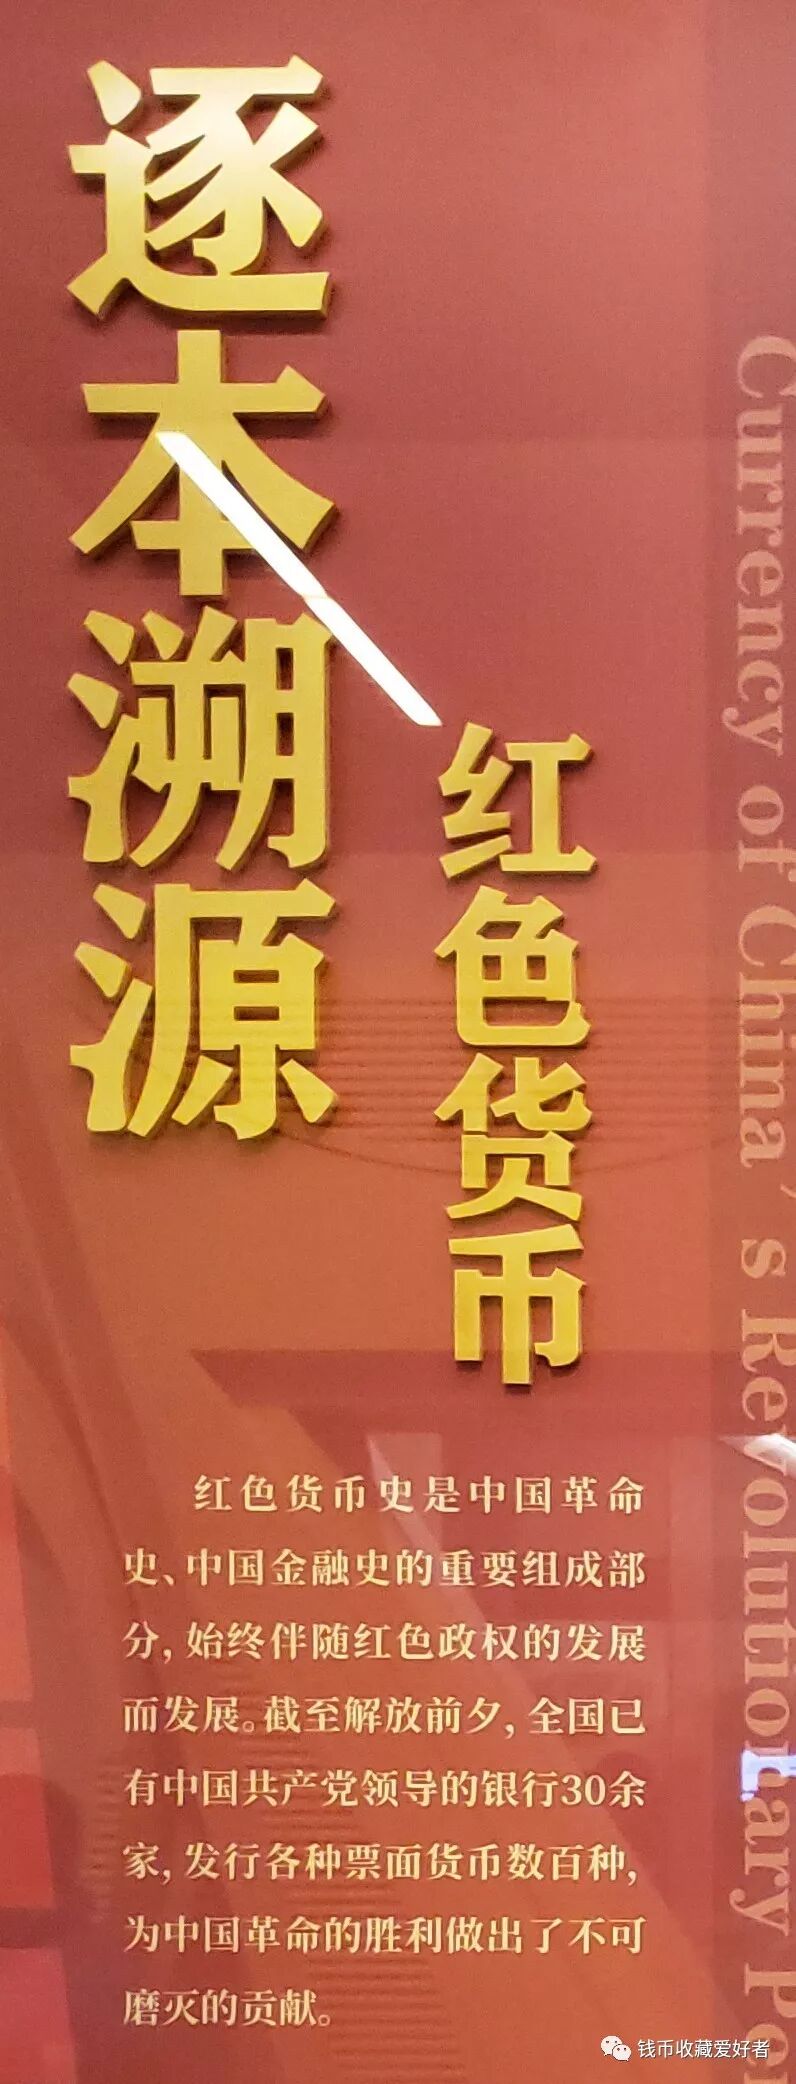 逐本溯源
红色货币
红色货币史是中国革命
史、中国金融史的重要组成部
分，始终伴随红色政权的发展
而发展。截至解放前夕，全国已
有中国共产党领导的银行30余
家，发行各种票面货币数百种，
为中国革命的胜利做出了不可
磨灭的贡献。
Currency of China's Revolutionary Per
钱币收藏爱好者